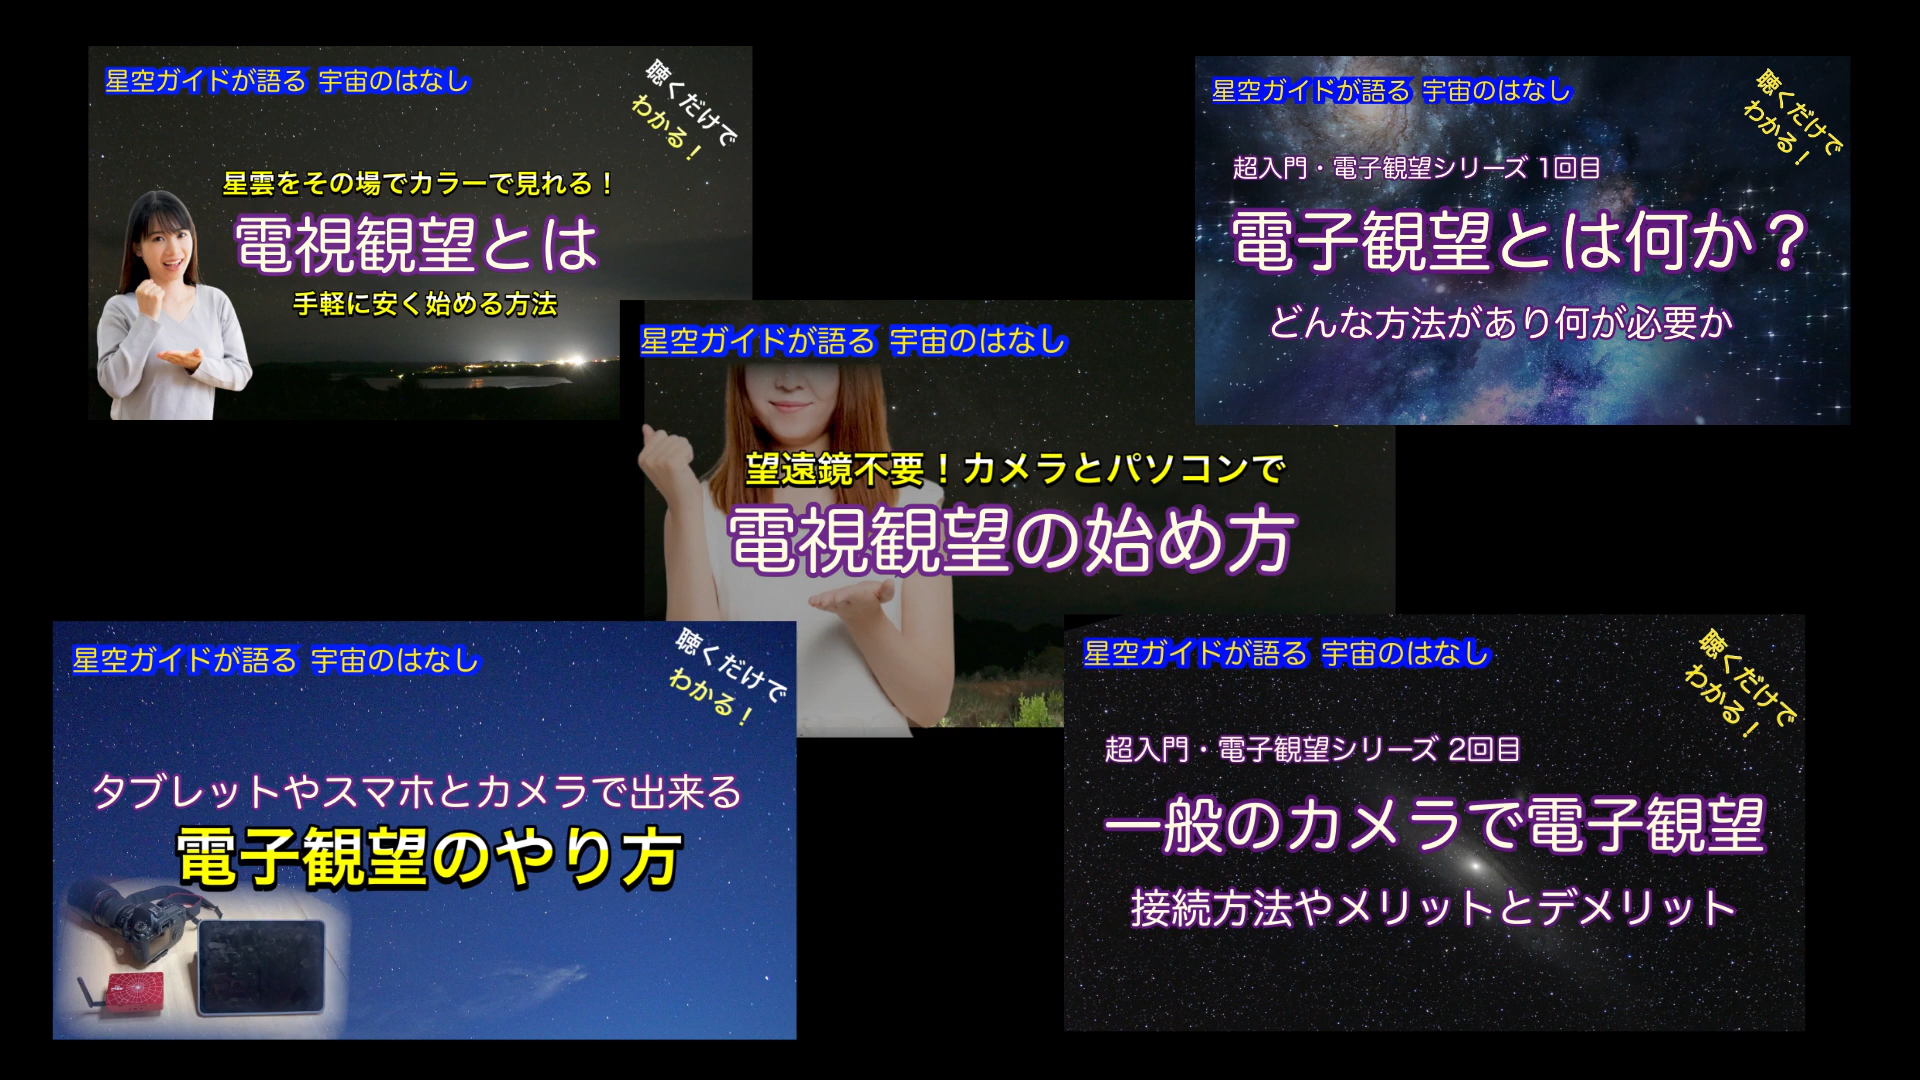 星空ガイドが語る 宇宙のはなし
聴くだけで
わかる！
星雲をその場でカラーで見れる！
電視観望とは
手軽に安く始める方法
星空ガイドが語る 宇宙のはなし
聴くだけで
わかる！
超入門・電子観望シリーズ 1回目
電子観望とは何か？
どんな方法があり何が必要か
星空ガイドが語る 宇宙のはなし
望遠鏡不要！カメラとパソコンで
電視観望の始め方
星空ガイドが語る 宇宙のはなし
聴くだけで
わかる！
タブレットやスマホとカメラで出来る
電子観望のやり方
星空ガイドが語る 宇宙のはなし
聴くだけで
わかる！
超入門・電子観望シリーズ 2回目
一般のカメラで電子観望
接続方法やメリットとデメリット